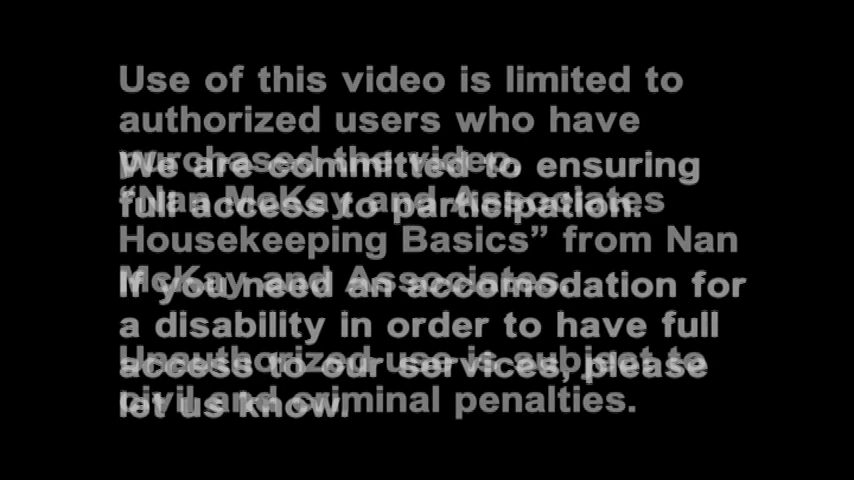 Use of this video is limited to
authorized users who have
purchased the video,
“Nan McKay and Associates
Housekeeping Basics” from Nan
McKay and Associates.
Unauthorized use is subject to
civil and criminal penalties.
We are committed to ensuring
full access to participation.
If you need an accomodation for
a disability in order to have full
access to our services, please
let us know.